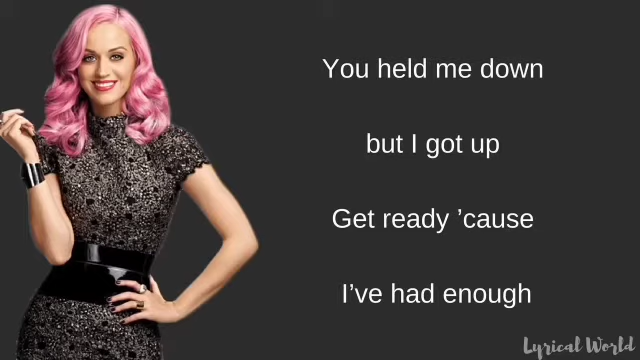 You held me down
but I got up
Get ready ’cause
I’ve had enough
Lyrical World